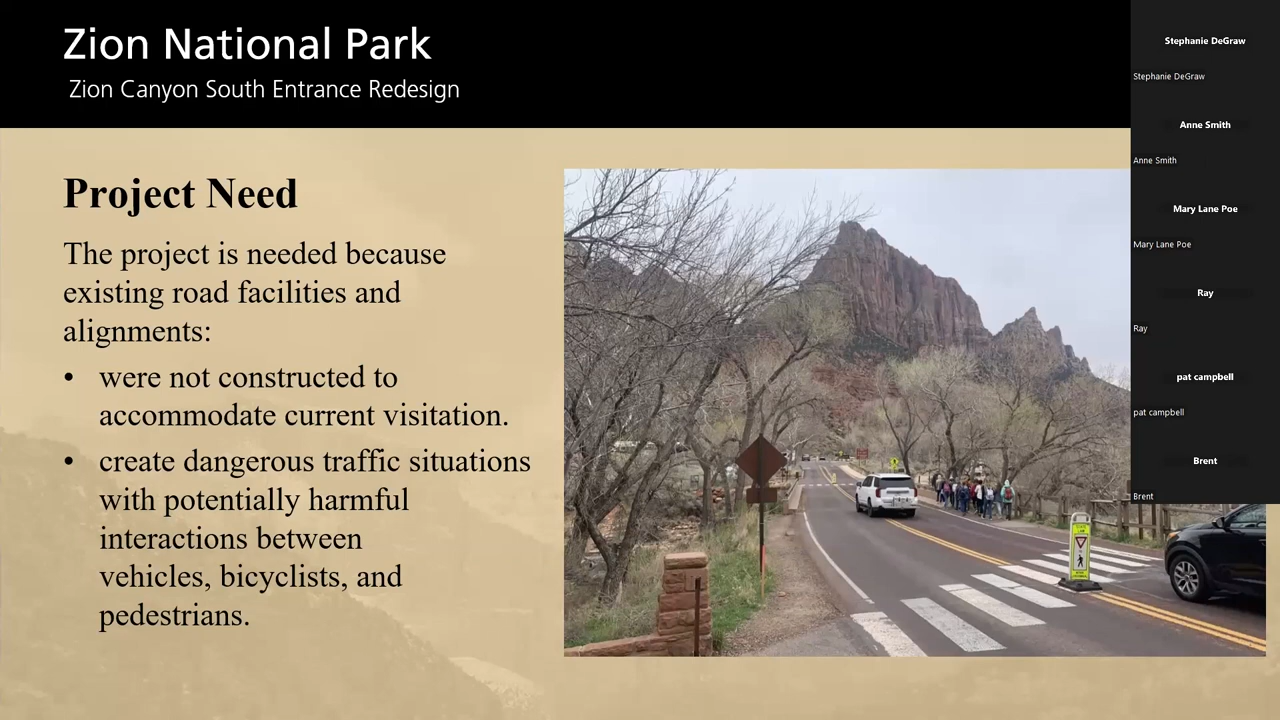 Zion National Park
Zion Canyon South Entrance Redesign
Project Need
The project is needed because
existing road facilities and
alignments:
• were not constructed to
accommodate current visitation.
• create dangerous traffic situations
with potentially harmful
interactions between
vehicles, bicyclists, and
pedestrians.
Stephanie DeGraw
Stephanie DeGraw
Anne Smith
Anne Smith
Mary Lane Poe
Mary Lane Poe
Ray
Ray
pat campbell
pat campbell
Brent
Brent